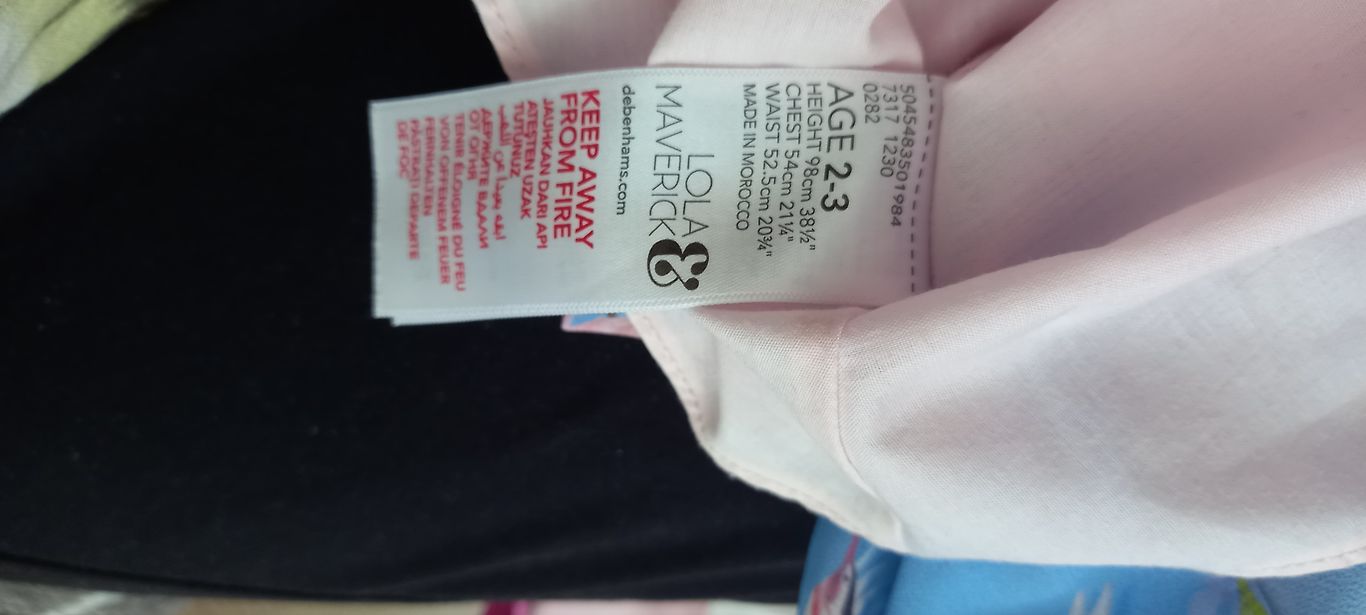 5045483501984
7317 1230
0282
AGE 2-3
HEIGHT 98cm 38½"
CHEST 54cm 21¼"
WAIST 52.5cm 20¾"
MADE IN MOROCCO
LOLA &
MAVERICK
debenhams.com
KEEP AWAY
FROM FIRE
JAUHKAN DARI API
ATEŞTEN UZAK
TUTUNUZ
ДЕРЖИТЕ ВДАЛИ
ОТ ОГНЯ
TENIR ÉLOIGNÉ DU FEU
VON OFFENEM FEUER
FERNHALTEN
PĂSTRAŢI DEPARTE
DE FOC